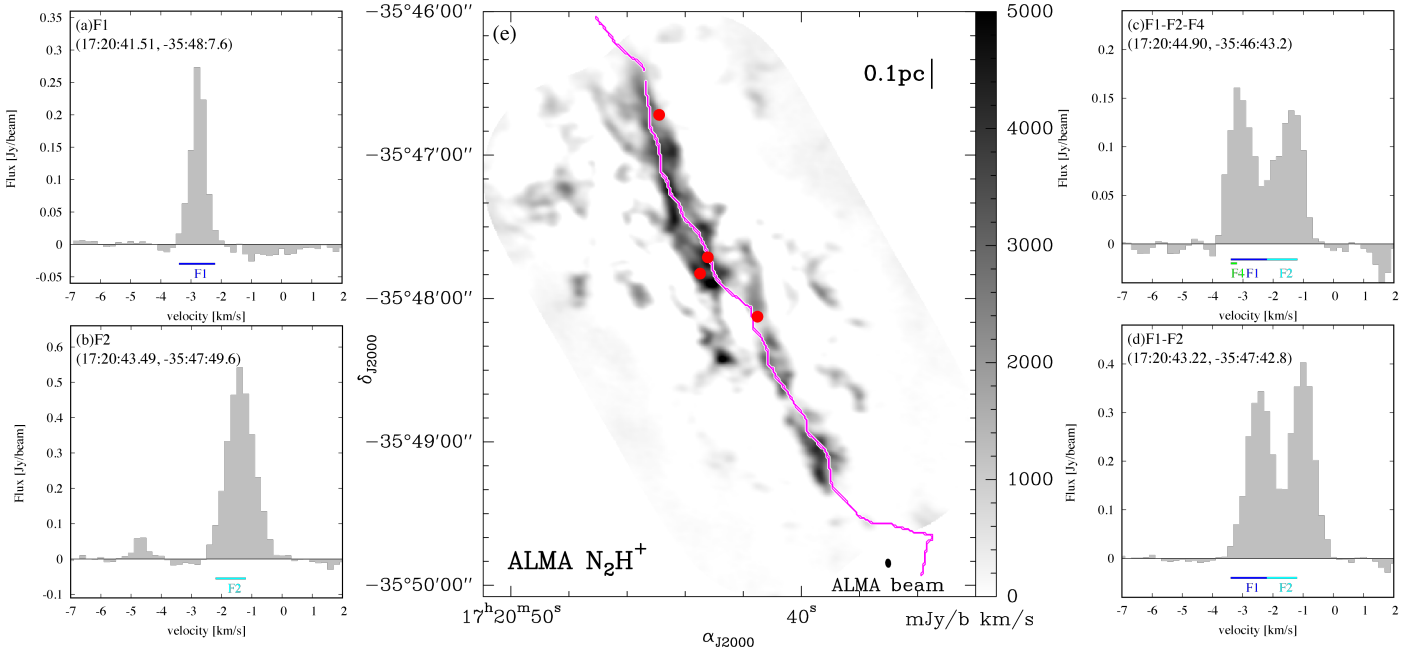 (a)F1
(17:20:41.51, -35:48:7.6)
Flux [Jy/beam]
0.35
0.3
0.25
0.2
0.15
0.1
0.05
0
-0.05
F1
-7 -6 -5 -4 -3 -2 -1 0 1 2
velocity [km/s]
(b)F2
(17:20:43.49, -35:47:49.6)
Flux [Jy/beam]
0.6
0.5
0.4
0.3
0.2
0.1
0
-0.1
F2
-7 -6 -5 -4 -3 -2 -1 0 1 2
velocity [km/s]
(e)
0.1pc
−35°46′00″
−35°47′00″
−35°48′00″
−35°49′00″
−35°50′00″
δJ2000
ALMA N₂H⁺
ALMA beam
17ʰ20ᵐ50ˢ 40ˢ
αJ2000
5000
4000
3000
2000
1000
0
mJy/b km/s
(c)F1-F2-F4
(17:20:44.90, -35:46:43.2)
Flux [Jy/beam]
0.2
0.15
0.1
0.05
0
F4 F1 F2
-7 -6 -5 -4 -3 -2 -1 0 1 2
velocity [km/s]
(d)F1-F2
(17:20:43.22, -35:47:42.8)
Flux [Jy/beam]
0.4
0.3
0.2
0.1
0
F1 F2
-7 -6 -5 -4 -3 -2 -1 0 1 2
velocity [km/s]